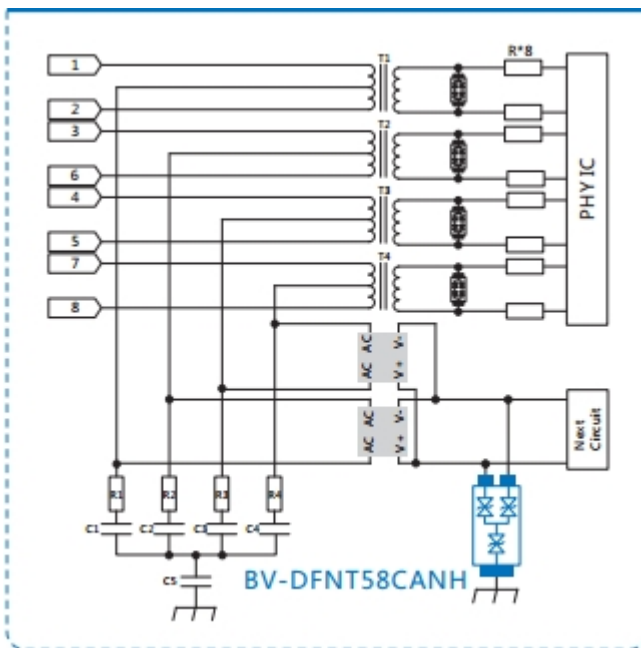 T1
R*8
1
2
T2
3
6
T3
4
5
T4
7
8
PHY IC
AC
AC
V-
V+
AC
AC
V-
V+
Next
Circuit
R1
R2
R3
R4
C1
C2
C3
C4
C5
BV-DFNT58CANH